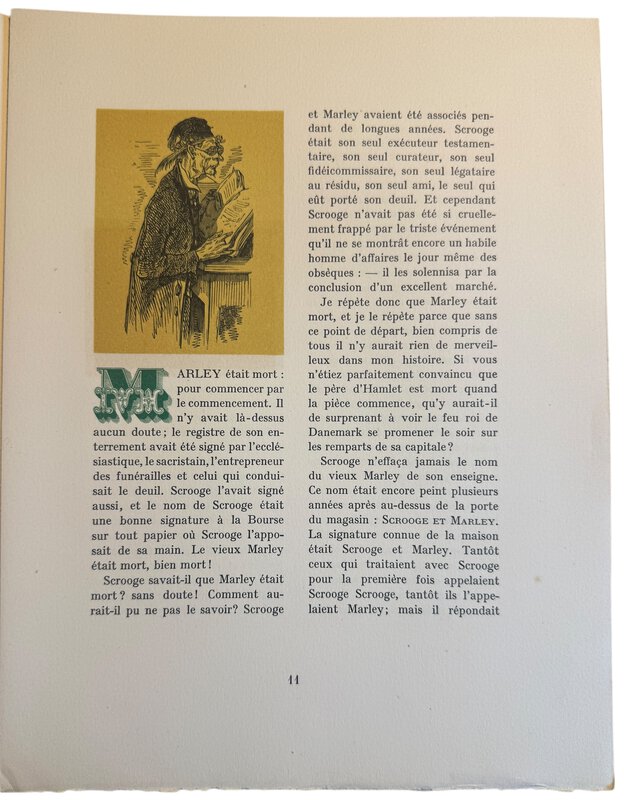 MARLEY était mort :
pour commencer par
le commencement. Il
n'y avait là-dessus
aucun doute ; le registre de son en-
terrement avait été signé par l'ecclé-
siastique, le sacristain, l'entrepreneur
des funérailles et celui qui condui-
sait le deuil. Scrooge l'avait signé
aussi, et le nom de Scrooge était
une bonne signature à la Bourse
sur tout papier où Scrooge l'appo-
sait de sa main. Le vieux Marley
était mort, bien mort !
Scrooge savait-il que Marley était
mort ? sans doute ! Comment au-
rait-il pu ne pas le savoir ? Scrooge
et Marley avaient été associés pen-
dant de longues années. Scrooge
était son seul exécuteur testamen-
taire, son seul curateur, son seul
fidéicommissaire, son seul légataire
au résidu, son seul ami, le seul qui
eût porté son deuil. Et cependant
Scrooge n'avait pas été si cruelle-
ment frappé par le triste événement
qu'il ne se montrât encore un habile
homme d'affaires le jour même des
obsèques : — il les solennisa par la
conclusion d'un excellent marché.
Je répète donc que Marley était
mort, et je le répète parce que sans
ce point de départ, bien compris de
tous il n'y aurait rien de merveil-
leux dans mon histoire. Si vous
n'étiez parfaitement convaincu que
le père d'Hamlet est mort quand
la pièce commence, qu'y aurait-il
de surprenant à voir le feu roi de
Danemark se promener le soir sur
les remparts de sa capitale ?
Scrooge n'effaça jamais le nom
du vieux Marley de son enseigne.
Ce nom était encore peint plusieurs
années après au-dessus de la porte
du magasin : SCROOGE ET MARLEY.
La signature connue de la maison
était Scrooge et Marley. Tantôt
ceux qui traitaient avec Scrooge
pour la première fois appelaient
Scrooge Scrooge, tantôt ils l'appe-
laient Marley ; mais il répondait
11